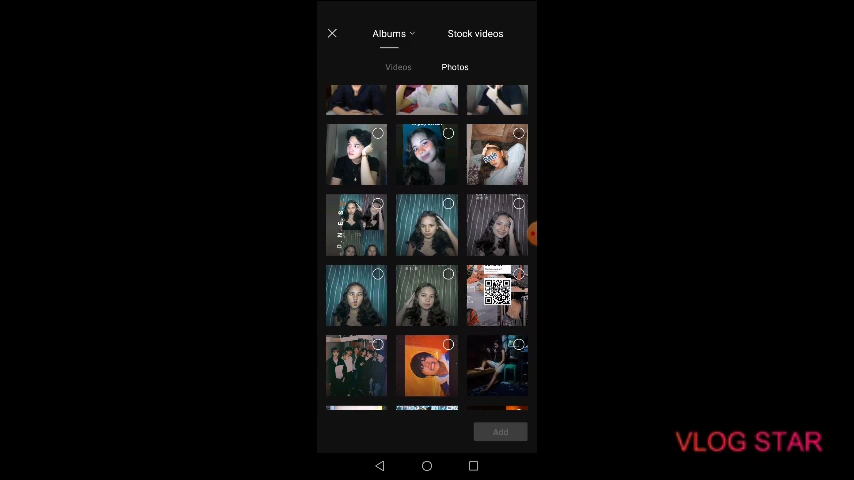 Albums
Stock videos
Videos
Photos
P.N.E.S
Add
VLOG STAR